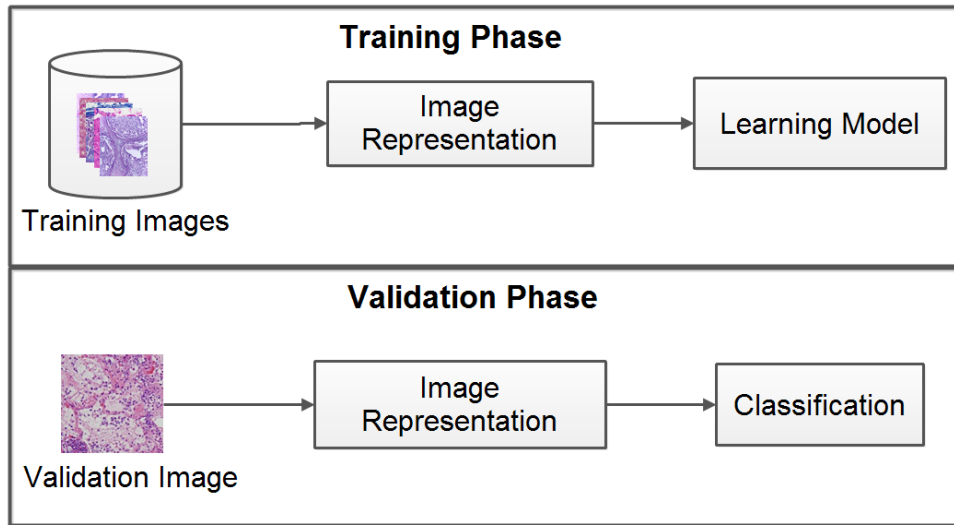 Training Phase
Image
Representation
Learning Model
Training Images
Validation Phase
Image
Representation
Classification
Validation Image